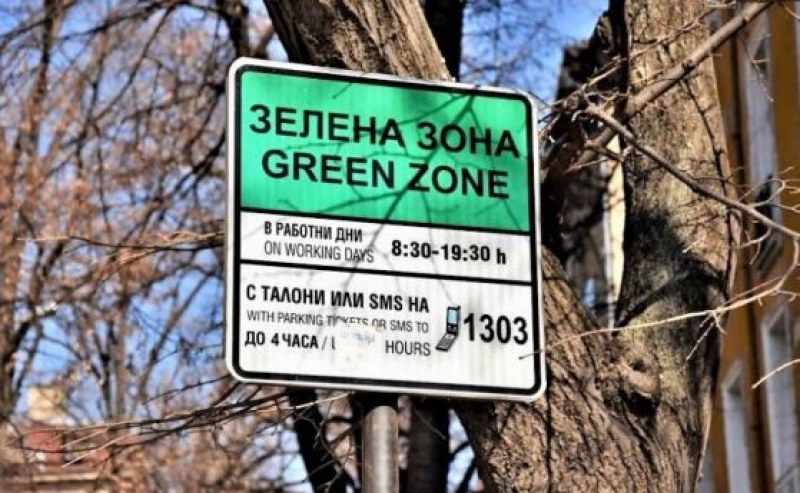 ЗЕЛЕНА ЗОНА
GREEN ZONE
В РАБОТНИ ДНИ
ON WORKING DAYS 8:30-19:30 h
С ТАЛОНИ ИЛИ SMS НА
WITH PARKING TICKETS OR SMS TO 1303
ДО 4 ЧАСА / HOURS